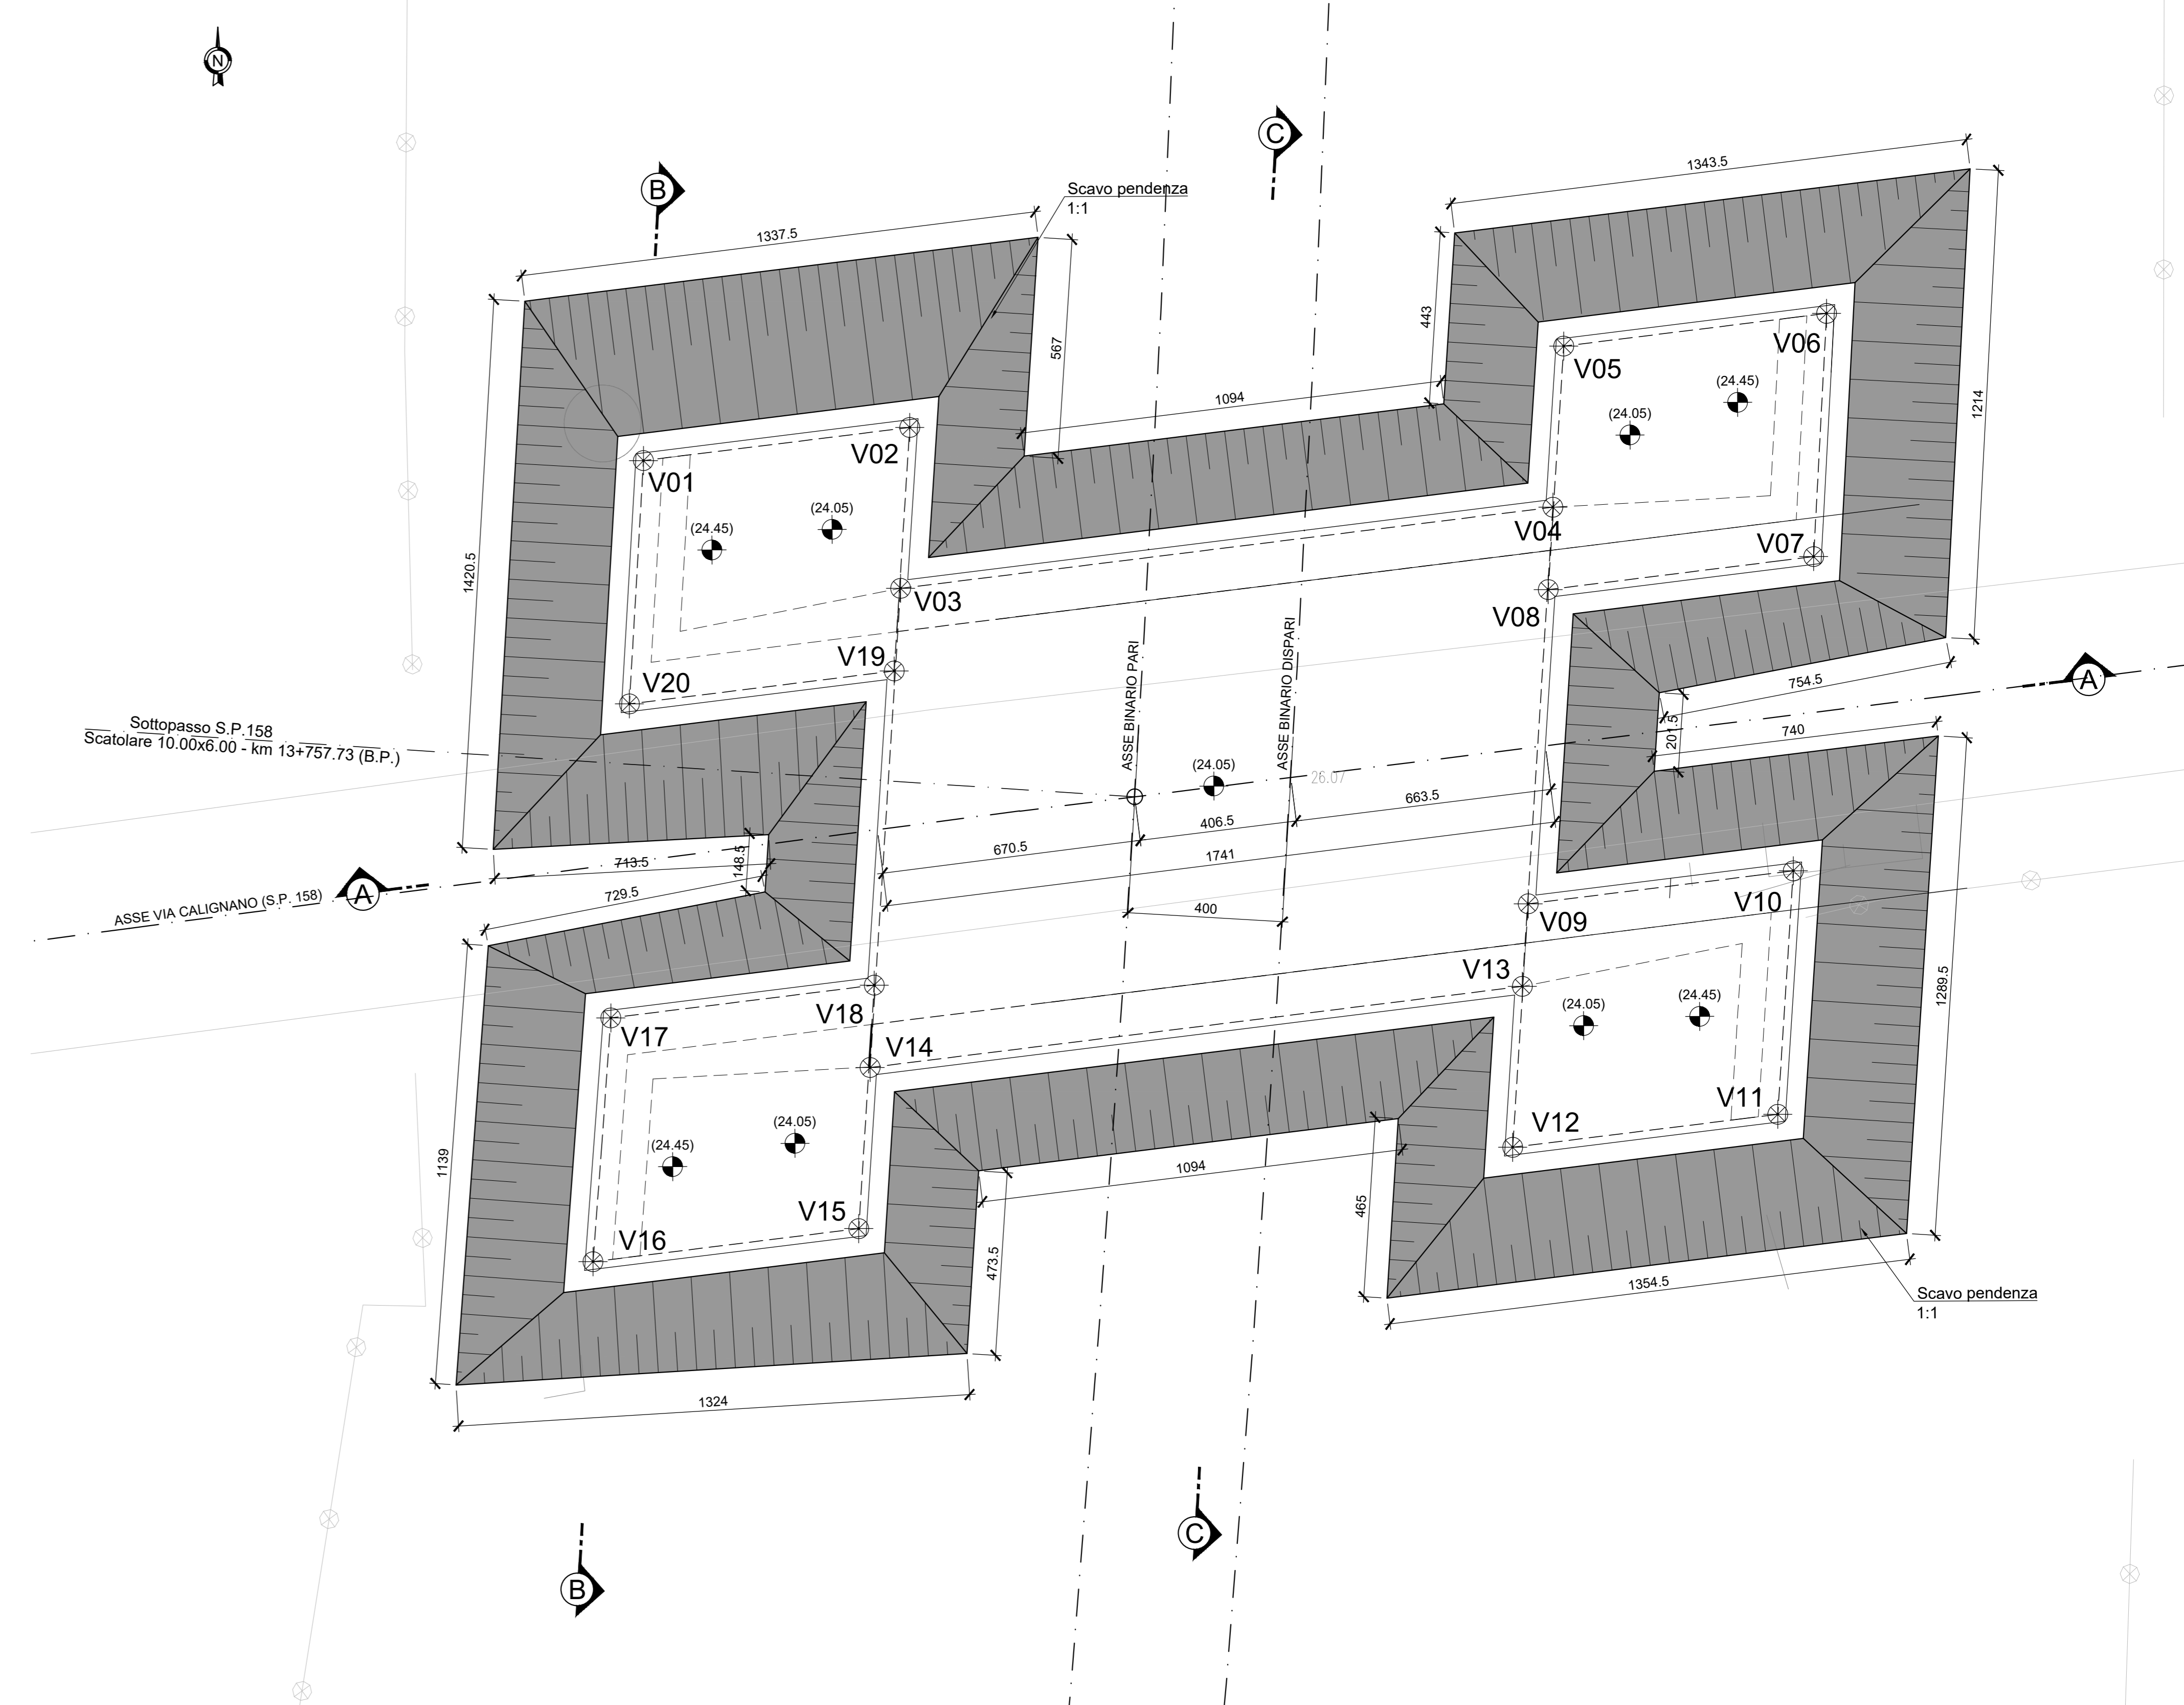 N
C
B
Scavo pendenza
1:1
1343.5
1337.5
443
567
V06
V05
(24.45)
(24.05)
1214
1094
V02
V01
(24.05)
(24.45)
V04
V07
1420.5
V03
V08
V19
V20
ASSE BINARIO PARI
ASSE BINARIO DISPARI
A
754.5
201.5
740
Sottopasso S.P.158
Scatolare 10.00x6.00 - km 13+757.73 (B.P.)
(24.05)
26.07
663.5
406.5
670.5
1741
713.5
148.5
729.5
A
ASSE VIA CALIGNANO (S.P. 158)
400
V10
V09
V13
V18
V17
V14
(24.05)
(24.45)
1289.5
V11
V12
(24.05)
(24.45)
1139
1094
465
V15
V16
473.5
1354.5
Scavo pendenza
1:1
1324
C
B